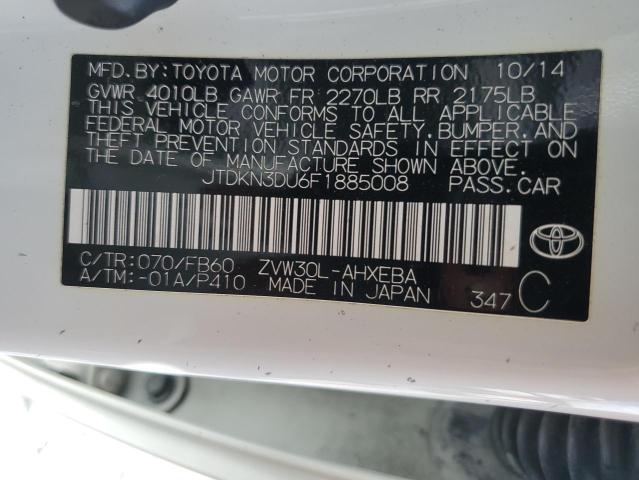 MFD.BY:TOYOTA MOTOR CORPORATION 10/14
GVWR 4010LB GAWR FR 2270LB RR 2175LB
THIS VEHICLE CONFORMS TO ALL APPLICABLE
FEDERAL MOTOR VEHICLE SAFETY,BUMPER,AND
THEFT PREVENTION STANDARDS IN EFFECT ON
THE DATE OF MANUFACTURE SHOWN ABOVE.
JTDKN3DU6F1885008 PASS.CAR
C/TR:070/FB60 ZVW30L-AHXEBA
A/TM:-01A/P410 MADE IN JAPAN 347 C